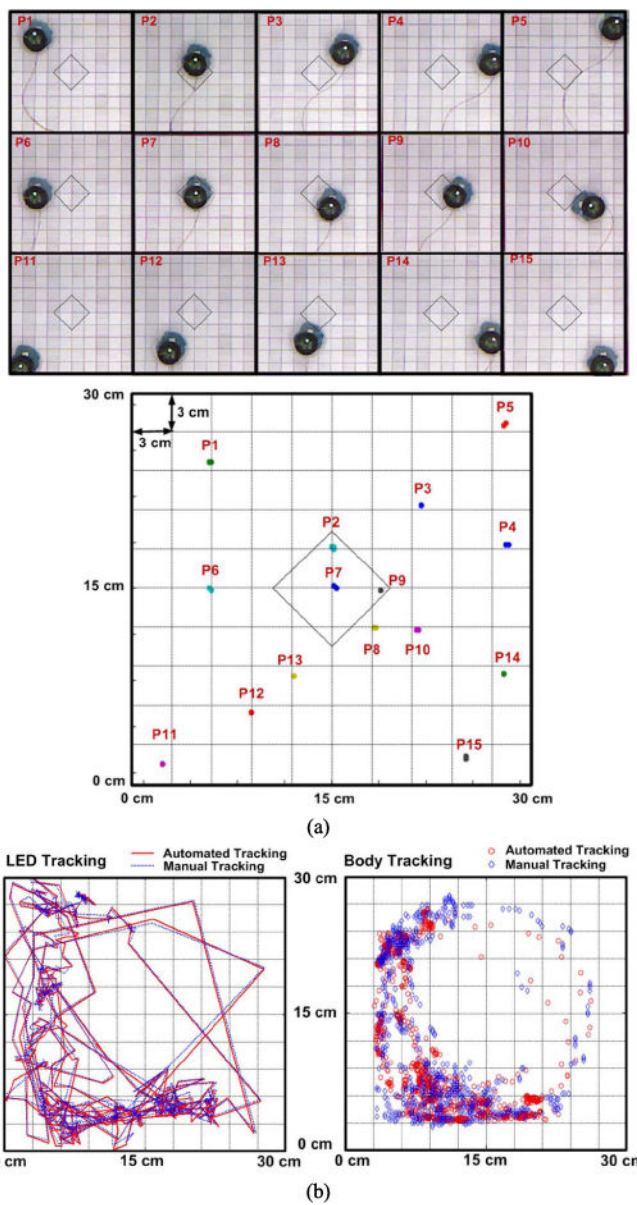 P1 P2 P3 P4 P5
P6 P7 P8 P9 P10
P11 P12 P13 P14 P15
30 cm
3 cm
3 cm
P5
P1
P3
P2
P4
P6
P7
P9
15 cm
P8
P10
P13
P14
P12
P11
P15
0 cm
0 cm 15 cm 30 cm
(a)
LED Tracking
Automated Tracking
Manual Tracking
Body Tracking
Automated Tracking
Manual Tracking
30 cm
15 cm
0 cm
cm 15 cm 30 cm
0 cm 15 cm 30 cm
(b)